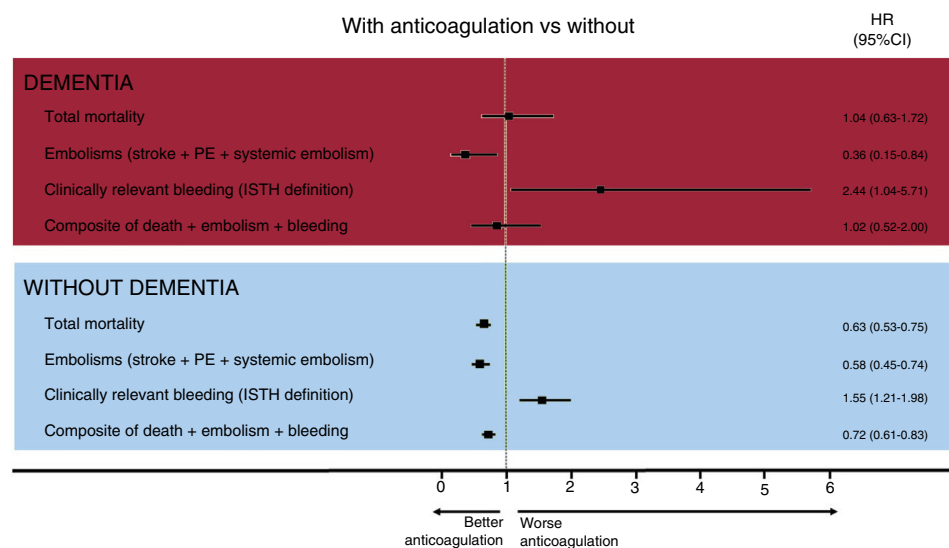 With anticoagulation vs without
HR
(95%CI)
DEMENTIA
Total mortality 1.04 (0.63-1.72)
Embolisms (stroke + PE + systemic embolism) 0.36 (0.15-0.84)
Clinically relevant bleeding (ISTH definition) 2.44 (1.04-5.71)
Composite of death + embolism + bleeding 1.02 (0.52-2.00)
WITHOUT DEMENTIA
Total mortality 0.63 (0.53-0.75)
Embolisms (stroke + PE + systemic embolism) 0.58 (0.45-0.74)
Clinically relevant bleeding (ISTH definition) 1.55 (1.21-1.98)
Composite of death + embolism + bleeding 0.72 (0.61-0.83)
0 1 2 3 4 5 6
Better
anticoagulation
Worse
anticoagulation